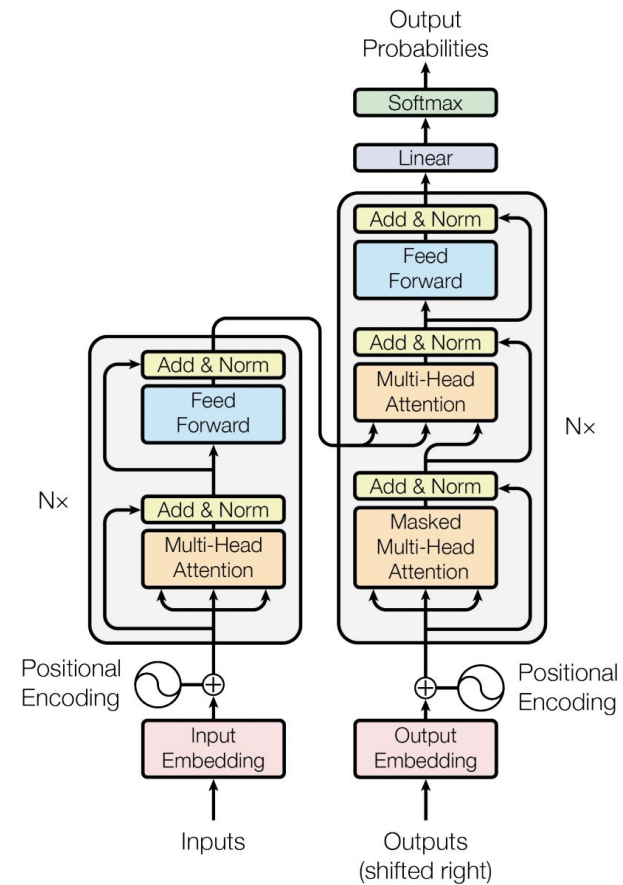 Output
Probabilities
Softmax
Linear
Add & Norm
Feed
Forward
Add & Norm
Multi-Head
Attention
Add & Norm
Masked
Multi-Head
Attention
Nx
Positional
Encoding
Output
Embedding
Outputs
(shifted right)
Add & Norm
Feed
Forward
Add & Norm
Multi-Head
Attention
N×
Positional
Encoding
Input
Embedding
Inputs